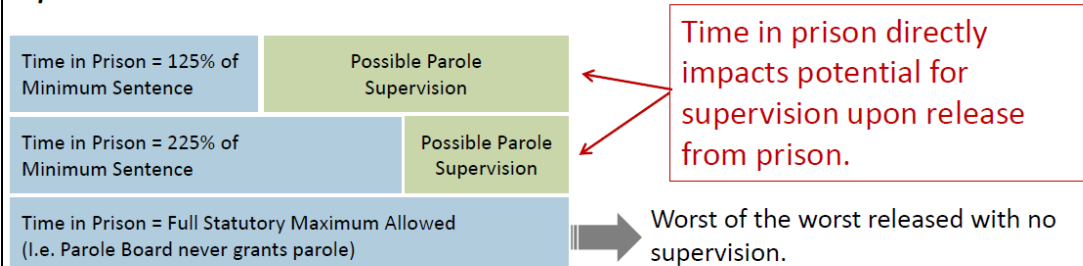 Time in Prison = 125% of
Minimum Sentence
Possible Parole
Supervision
Time in Prison = 225% of
Minimum Sentence
Possible Parole
Supervision
Time in Prison = Full Statutory Maximum Allowed
(I.e. Parole Board never grants parole)
Time in prison directly
impacts potential for
supervision upon release
from prison.
Worst of the worst released with no
supervision.